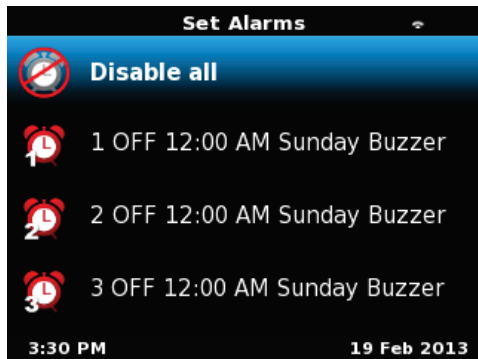 Set Alarms
Disable all
1 OFF 12:00 AM Sunday Buzzer
2 OFF 12:00 AM Sunday Buzzer
3 OFF 12:00 AM Sunday Buzzer
3:30 PM 19 Feb 2013